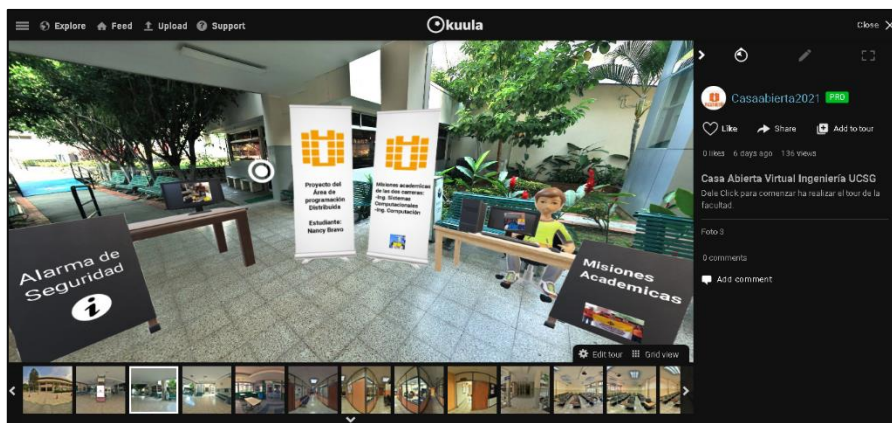 Explore Feed Upload Support
kuula
Close
Casaabierta2021 PRO
Like Share Add to tour
0 likes 6 days ago 136 views
Casa Abierta Virtual Ingeniería UCSG
Dele Click para comenzar ha realizar el tour de la
facultad.
Foto 3
0 comments
Add comment
Proyecto del
Área de
programación
Distribuida
Estudiante:
Nancy Bravo
Misiones academicas
de las dos carreras:
-Ing. Sistemas
Computacionales
-Ing. Computación
Alarma de
Seguridad
Misiones
Academicas
Edit tour Grid view